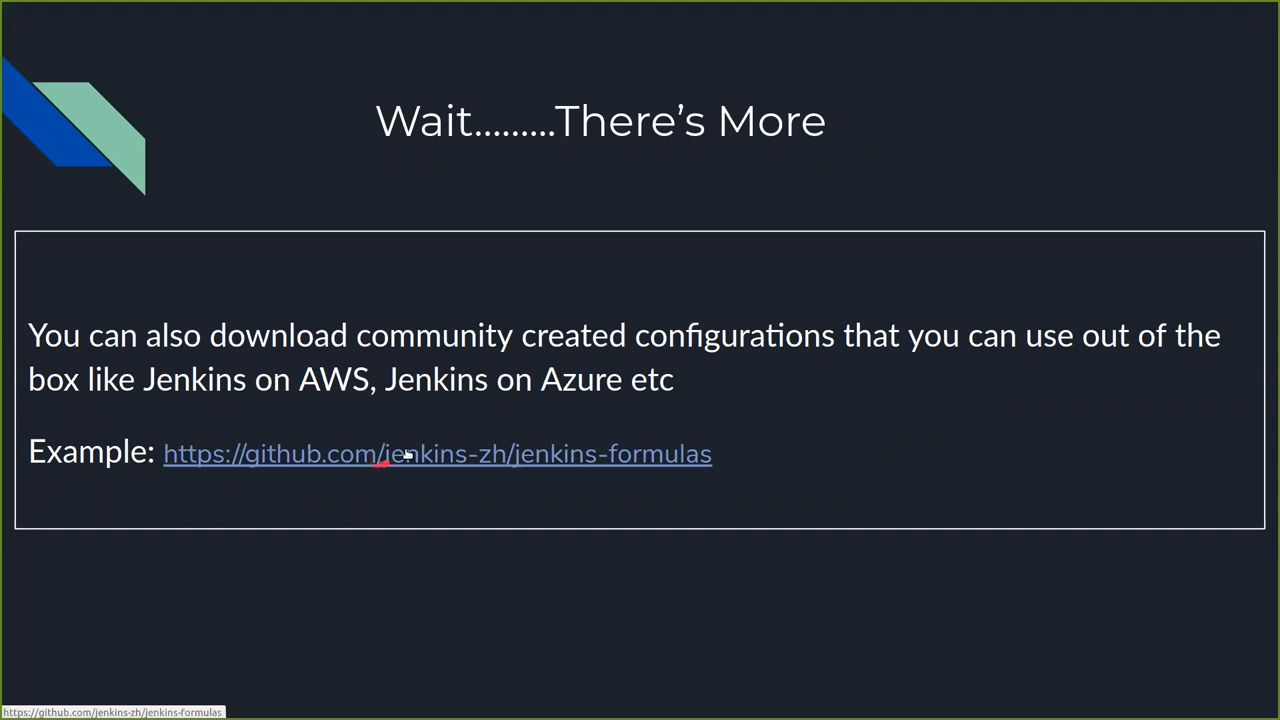 Wait.........There’s More
You can also download community created configurations that you can use out of the
box like Jenkins on AWS, Jenkins on Azure etc
Example: https://github.com/jenkins-zh/jenkins-formulas
https://github.com/jenkins-zh/jenkins-formulas